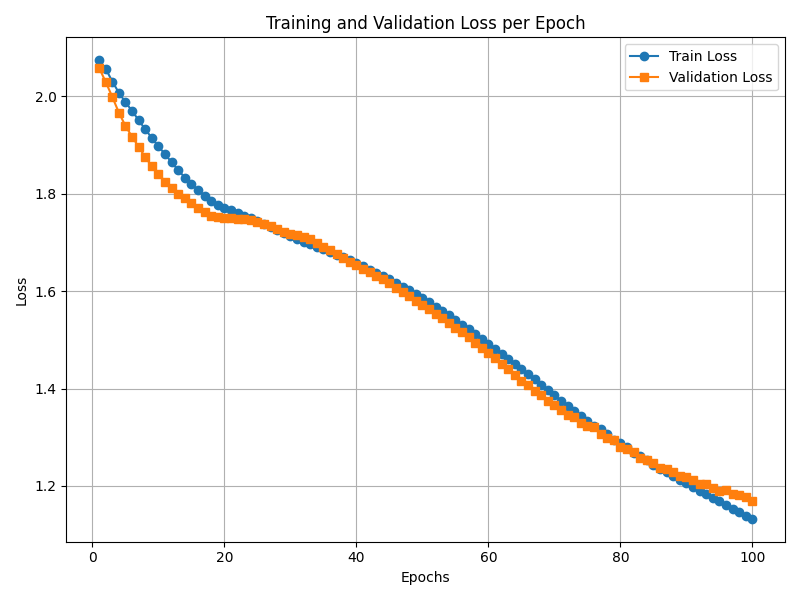 Training and Validation Loss per Epoch
Train Loss
Validation Loss
2.0
1.8
1.6
1.4
1.2
Loss
0 20 40 60 80 100
Epochs